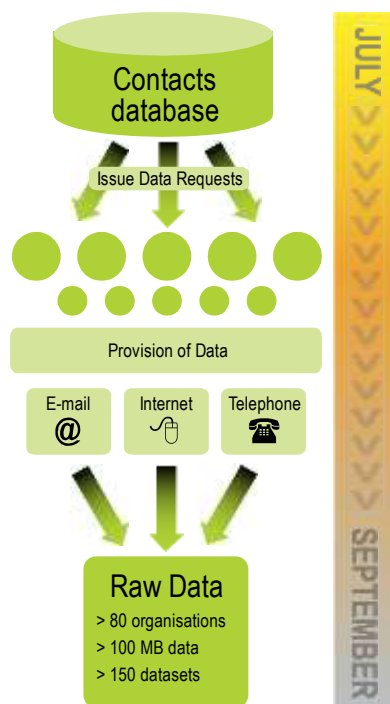 Contacts
database
Issue Data Requests
Provision of Data
E-mail
@
Internet
Telephone
Raw Data
> 80 organisations
> 100 MB data
> 150 datasets
JULY > > > > > > > > > > > > SEPTEMBER